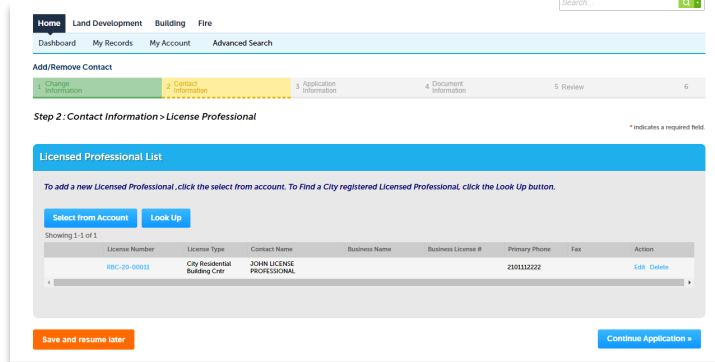 Search...
Home Land Development Building Fire
Dashboard My Records My Account Advanced Search
Add/Remove Contact
1 Change Information 2 Contact Information 3 Application Information 4 Document Information 5 Review 6
Step 2 : Contact Information > License Professional
* indicates a required field.
Licensed Professional List
To add a new Licensed Professional ,click the select from account. To Find a City registered Licensed Professional, click the Look Up button.
Select from Account Look Up
Showing 1-1 of 1
License Number License Type Contact Name Business Name Business License # Primary Phone Fax Action
RBC-20-00011 City Residential Building Cntr JOHN LICENSE PROFESSIONAL 2101112222 Edit Delete
Save and resume later Continue Application »